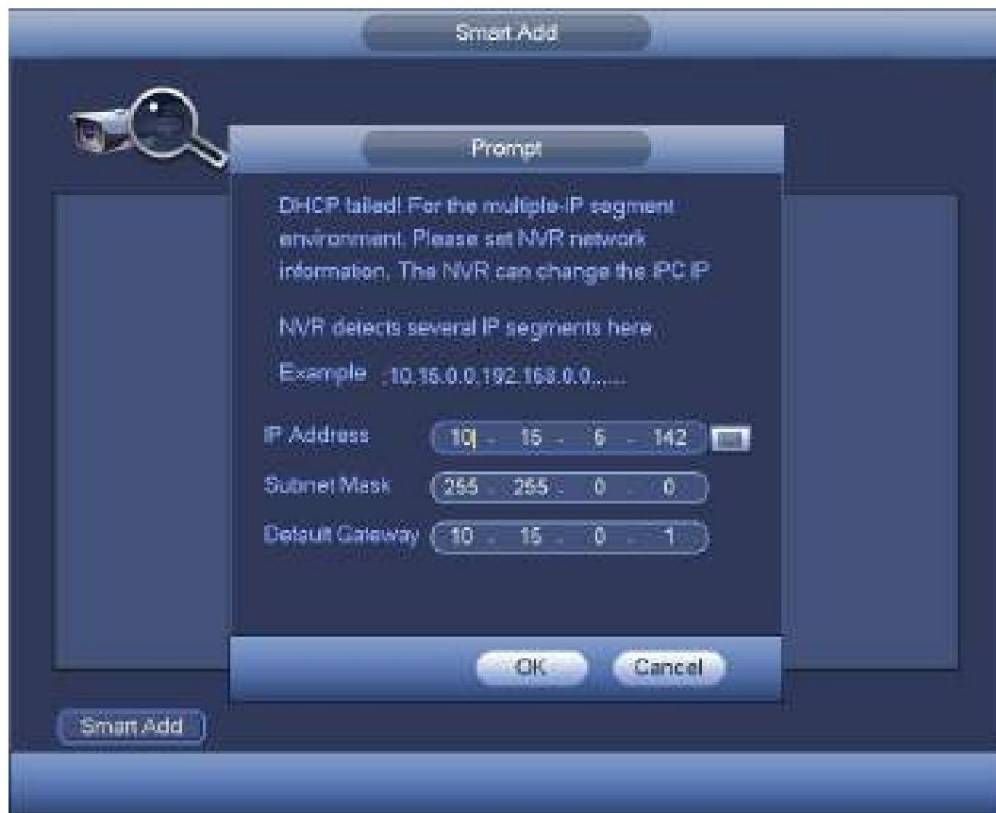 Smart Add
Prompt
DHCP failed! For the multiple-IP segment
environment. Please set NVR network
information. The NVR can change the IPC IP
NVR detects several IP segments here
Example :10.15.0.0,192.168.0.0......
IP Address 10 . 15 . 6 . 142
Subnet Mask 255 . 255 . 0 . 0
Default Gateway 10 . 15 . 0 . 1
OK Cancel
Smart Add